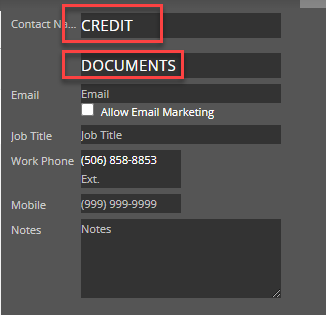 Contact Na... CREDIT
DOCUMENTS
Email Email
Allow Email Marketing
Job Title Job Title
Work Phone (506) 858-8853
Ext.
Mobile (999) 999-9999
Notes Notes